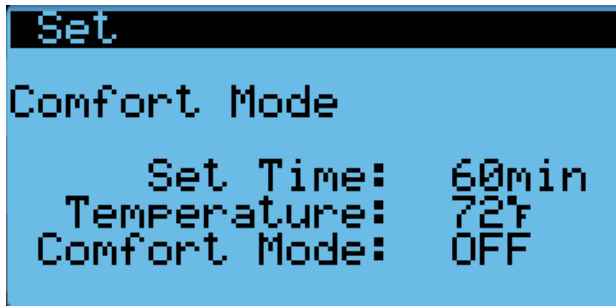 Set
Comfort Mode
Set Time: 60min
Temperature: 72°F
Comfort Mode: OFF